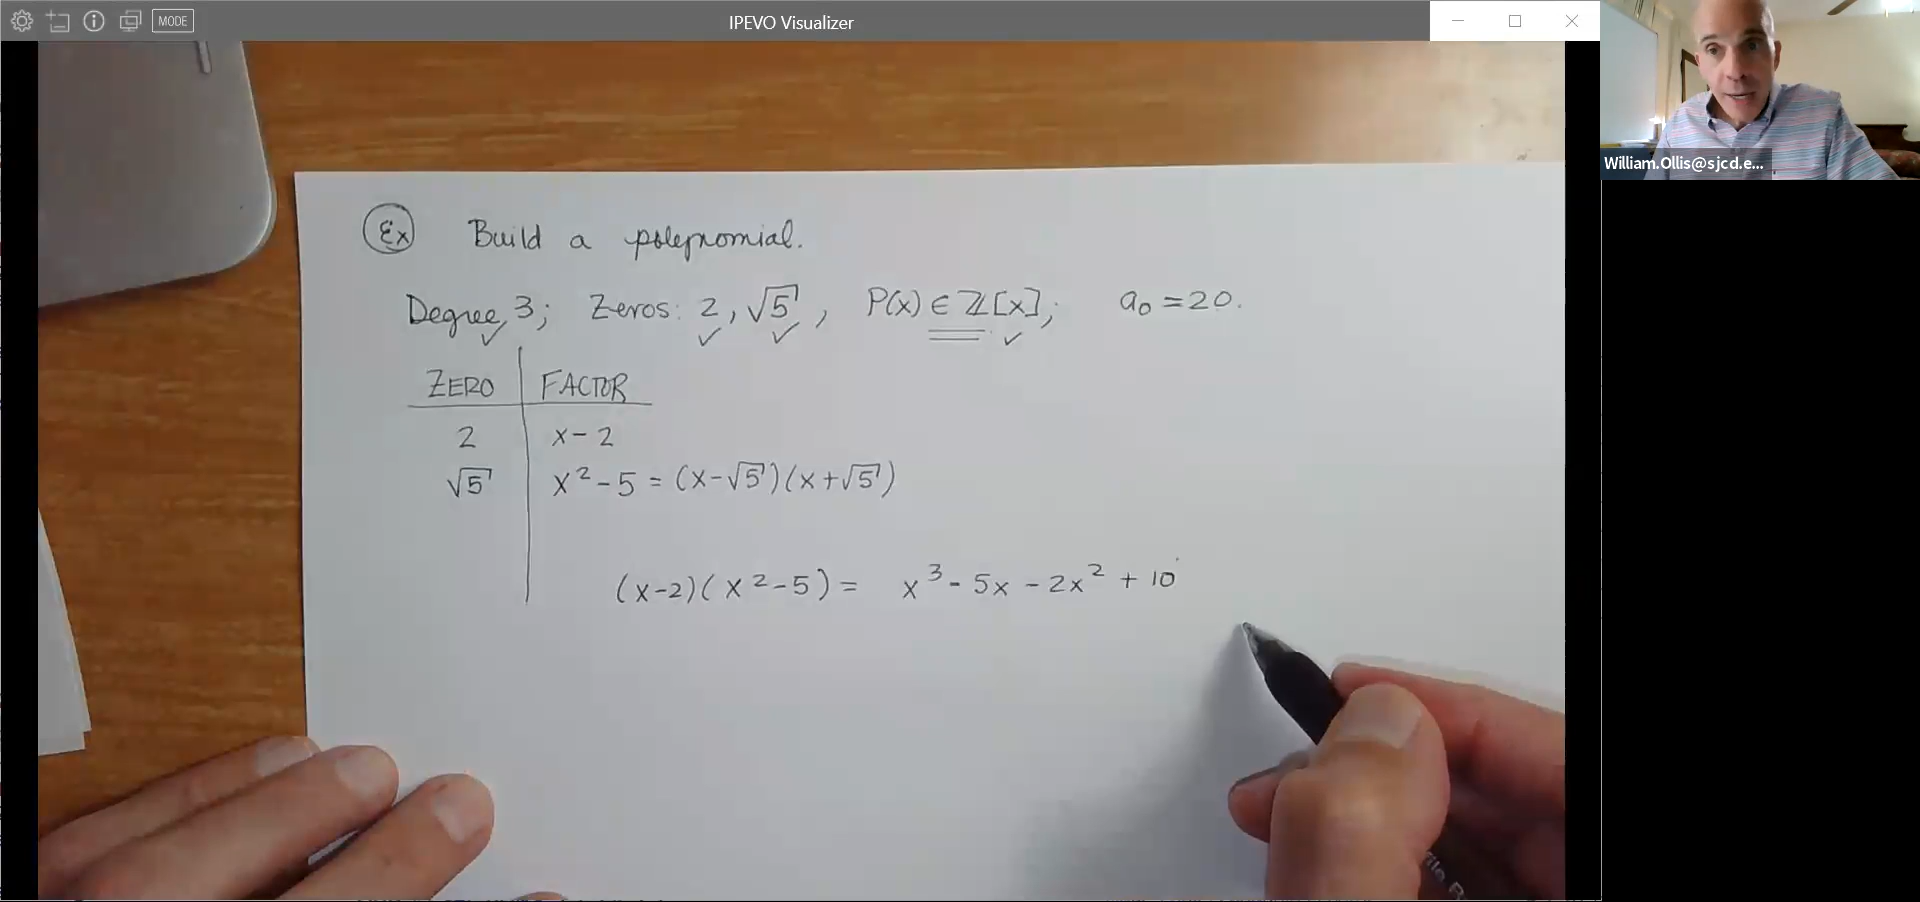 MODE
IPEVO Visualizer
William.Ollis@sjcd.e...
Ex Build a polynomial.
Degree 3; Zeros: 2, √5, P(x) ∈ ℤ[x]; a₀ = 20.
ZERO FACTOR
2 x - 2
√5 x² - 5 = (x - √5)(x + √5)
(x - 2)(x² - 5) = x³ - 5x - 2x² + 10